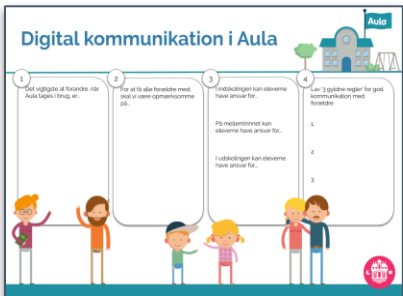 Digital kommunikation i Aula
Aula
1
Det vigtigste at forandre, når
Aula tages i brug, er..
2
For at få alle forældre med,
skal vi være opmærksomme
på..
3
I indskolingen kan eleverne
have ansvar for..
På mellemtrinnet kan
eleverne have ansvar for..
I udskolingen kan eleverne
have ansvar for..
4
Lav '3 gyldne regler' for god
kommunikation med
forældre
1.
2.
3.